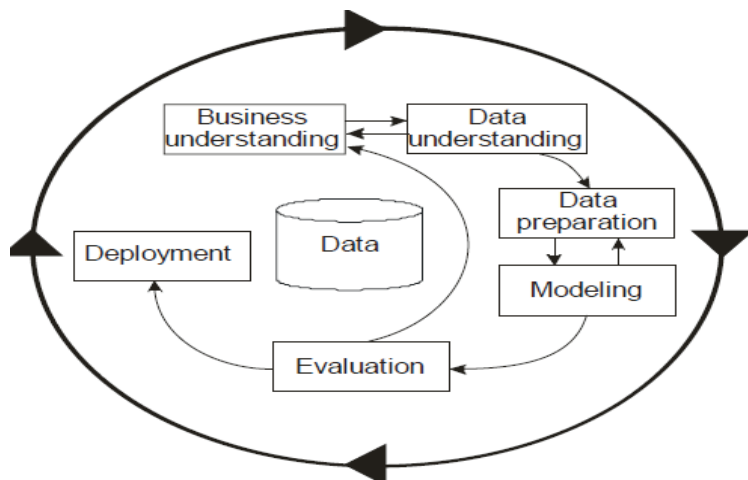 Business
understanding
Data
understanding
Data
preparation
Data
Deployment
Modeling
Evaluation